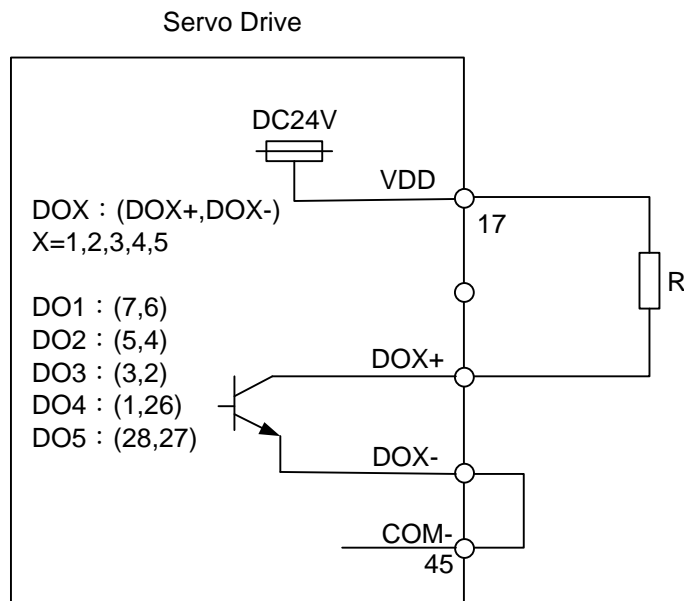 Servo Drive
DC24V
VDD
17
DOX：(DOX+,DOX-)
X=1,2,3,4,5
R
DO1：(7,6)
DO2：(5,4)
DO3：(3,2)
DO4：(1,26)
DO5：(28,27)
DOX+
DOX-
COM-
45